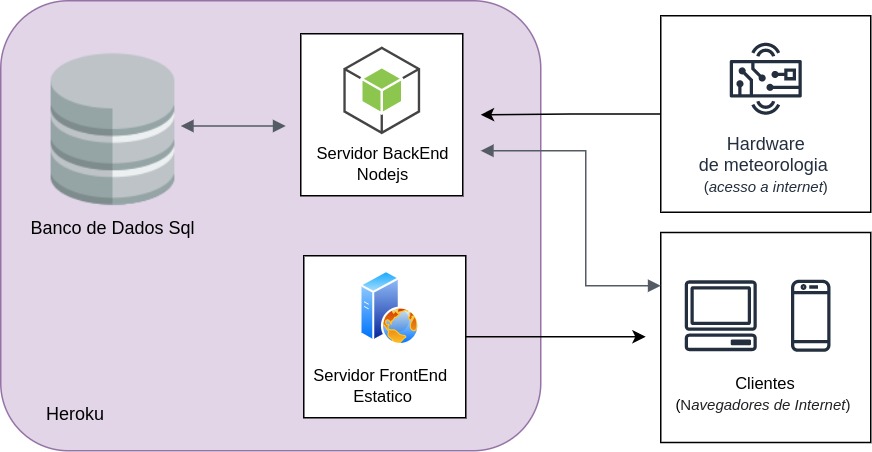 Banco de Dados Sql
Servidor BackEnd
Nodejs
Hardware
de meteorologia
(acesso a internet)
Servidor FrontEnd
Estatico
Clientes
(Navegadores de Internet)
Heroku